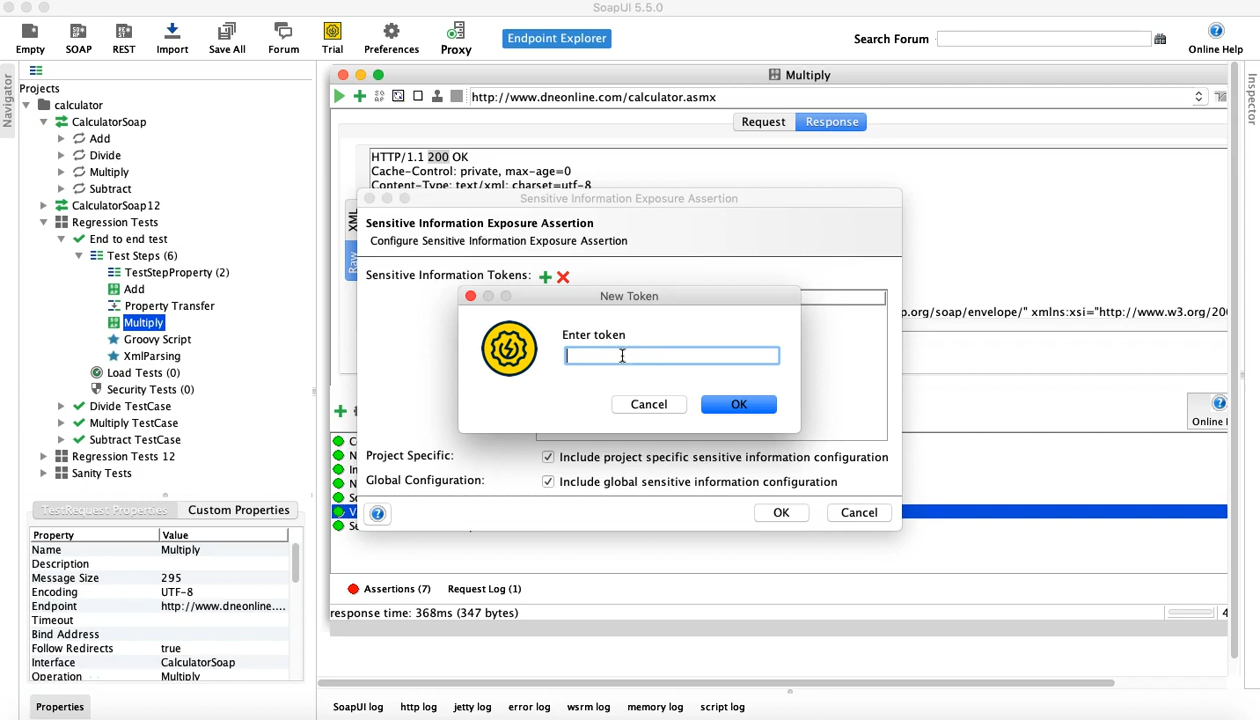 SoapUI 5.5.0
Empty SOAP REST Import Save All Forum Trial Preferences Proxy
Endpoint Explorer
Search Forum
Online Help
Navigator
Inspector
Projects
calculator
CalculatorSoap
Add
Divide
Multiply
Subtract
CalculatorSoap12
Regression Tests
End to end test
Test Steps (6)
TestStepProperty (2)
Add
Property Transfer
Multiply
Groovy Script
XmlParsing
Load Tests (0)
Security Tests (0)
Divide TestCase
Multiply TestCase
Subtract TestCase
Regression Tests 12
Sanity Tests
TestRequest Properties Custom Properties
Property Value
Name Multiply
Description
Message Size 295
Encoding UTF-8
Endpoint http://www.dneonline....
Timeout
Bind Address
Follow Redirects true
Interface CalculatorSoap
Operation Multiply
Properties
Multiply
http://www.dneonline.com/calculator.asmx
Request Response
XML
Raw
HTTP/1.1 200 OK
Cache-Control: private, max-age=0
Content-Type: text/xml; charset=utf-8
p.org/soap/envelope/" xmlns:xsi="http://www.w3.org/200
Sensitive Information Exposure Assertion
Sensitive Information Exposure Assertion
Configure Sensitive Information Exposure Assertion
Sensitive Information Tokens:
New Token
Enter token
Cancel OK
Project Specific: Include project specific sensitive information configuration
Global Configuration: Include global sensitive information configuration
OK Cancel
Online
Assertions (7) Request Log (1)
response time: 368ms (347 bytes)
SoapUI log http log jetty log error log wsrm log memory log script log